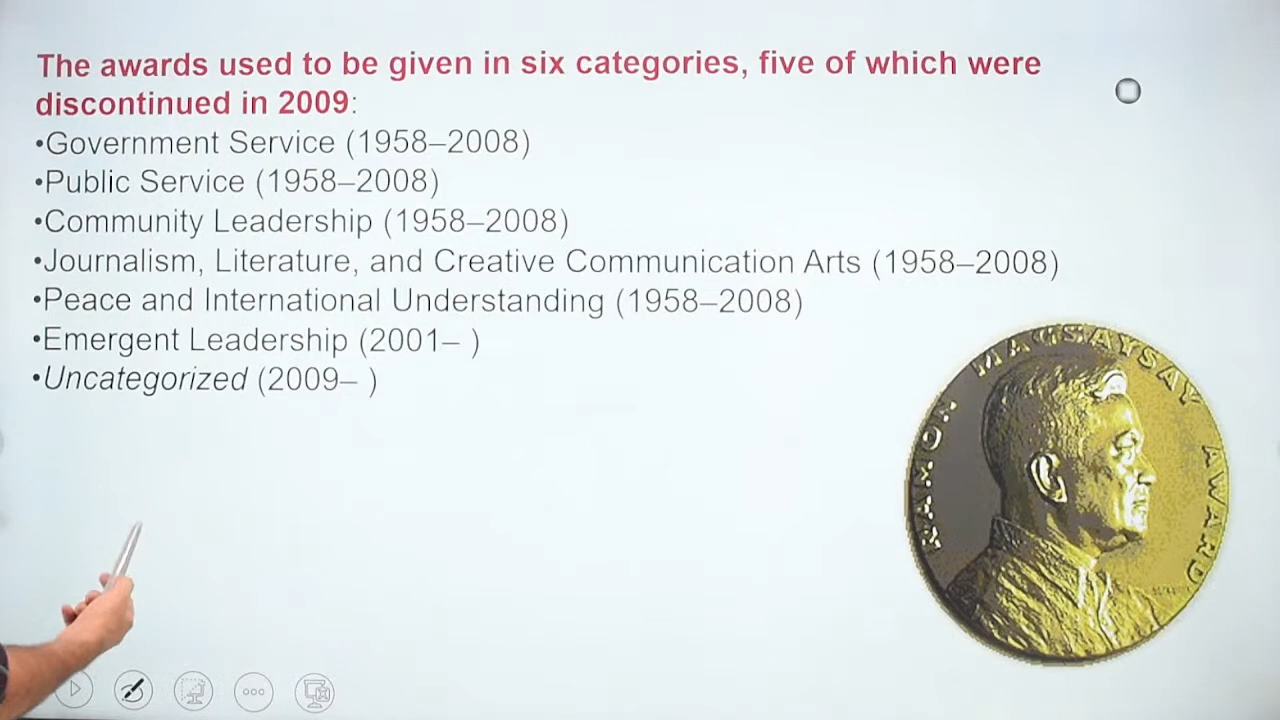 The awards used to be given in six categories, five of which were
discontinued in 2009:
•Government Service (1958–2008)
•Public Service (1958–2008)
•Community Leadership (1958–2008)
•Journalism, Literature, and Creative Communication Arts (1958–2008)
•Peace and International Understanding (1958–2008)
•Emergent Leadership (2001– )
•Uncategorized (2009– )
RAMON MAGSAYSAY AWARD